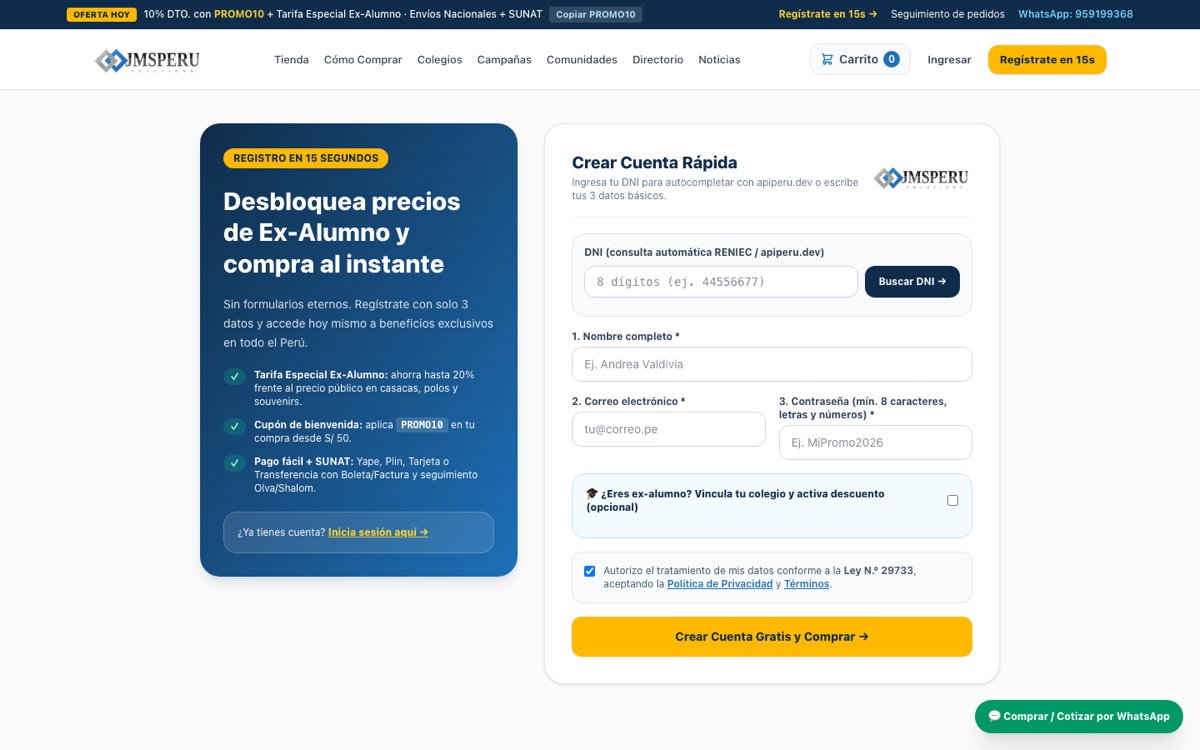 OFERTA HOY 10% DTO. con PROMO10 + Tarifa Especial Ex-Alumno · Envíos Nacionales + SUNAT Copiar PROMO10 Regístrate en 15s → Seguimiento de pedidos WhatsApp: 959199368
JMSPERU
SOLUTIONS
Tienda Cómo Comprar Colegios Campañas Comunidades Directorio Noticias Carrito 0 Ingresar Regístrate en 15s
REGISTRO EN 15 SEGUNDOS
Desbloquea precios
de Ex-Alumno y
compra al instante
Sin formularios eternos. Regístrate con solo 3
datos y accede hoy mismo a beneficios exclusivos
en todo el Perú.
✓ Tarifa Especial Ex-Alumno: ahorra hasta 20%
frente al precio público en casacas, polos y
souvenirs.
✓ Cupón de bienvenida: aplica PROMO10 en tu
compra desde S/ 50.
✓ Pago fácil + SUNAT: Yape, Plin, Tarjeta o
Transferencia con Boleta/Factura y seguimiento
Olva/Shalom.
¿Ya tienes cuenta? Inicia sesión aquí →
Crear Cuenta Rápida
Ingresa tu DNI para autocompletar con apiperu.dev o escribe
tus 3 datos básicos.
JMSPERU
SOLUTIONS
DNI (consulta automática RENIEC / apiperu.dev)
8 dígitos (ej. 44556677) Buscar DNI →
1. Nombre completo *
Ej. Andrea Valdivia
2. Correo electrónico *
tu@correo.pe
3. Contraseña (mín. 8 caracteres,
letras y números) *
Ej. MiPromo2026
🎓 ¿Eres ex-alumno? Vincula tu colegio y activa descuento
(opcional)
Autorizo el tratamiento de mis datos conforme a la Ley N.º 29733,
aceptando la Política de Privacidad y Términos.
Crear Cuenta Gratis y Comprar →
💬 Comprar / Cotizar por WhatsApp